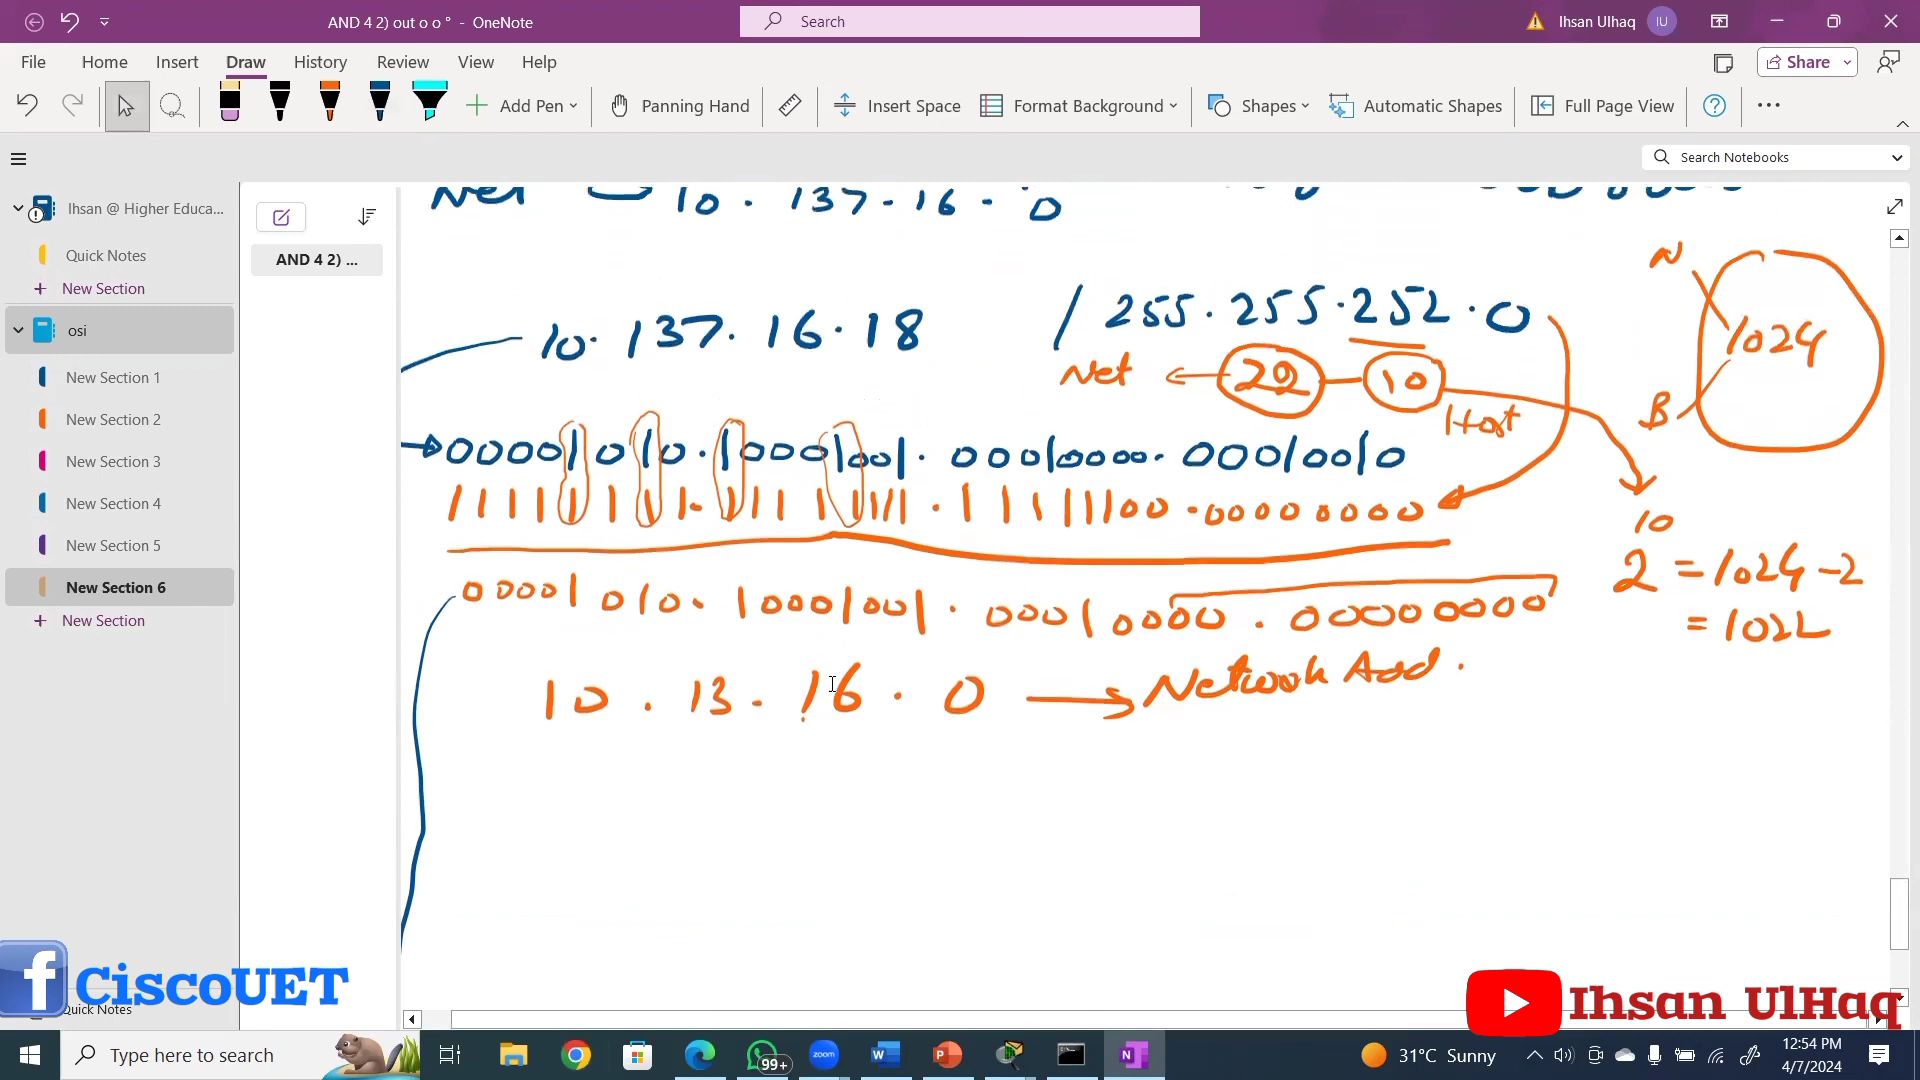 AND 4 2) out o o ° - OneNote
Search
Ihsan Ulhaq
IU
File Home Insert Draw History Review View Help
Share
Add Pen
Panning Hand
Insert Space
Format Background
Shapes
Automatic Shapes
Full Page View
Search Notebooks
Ihsan @ Higher Educa...
Quick Notes
New Section
osi
New Section 1
New Section 2
New Section 3
New Section 4
New Section 5
New Section 6
New Section
Quick Notes
AND 4 2) ...
Net 10 . 137 . 16 . 0
10 . 137 . 16 . 18 / 255 . 255 . 252 . 0
Net 22 10
Host
N
1024
B
00001010 . 10001001 . 00010000 . 00010010
11111111 . 11111111 . 11111100 . 00000000
00001010 . 10001001 . 00010000 . 00000000
10 . 13 . 16 . 0 Network Add .
10
2 = 1024 - 2
= 1022
CiscoUET
Ihsan UlHaq
Type here to search
99+
zoom
31°C Sunny
12:54 PM
4/7/2024